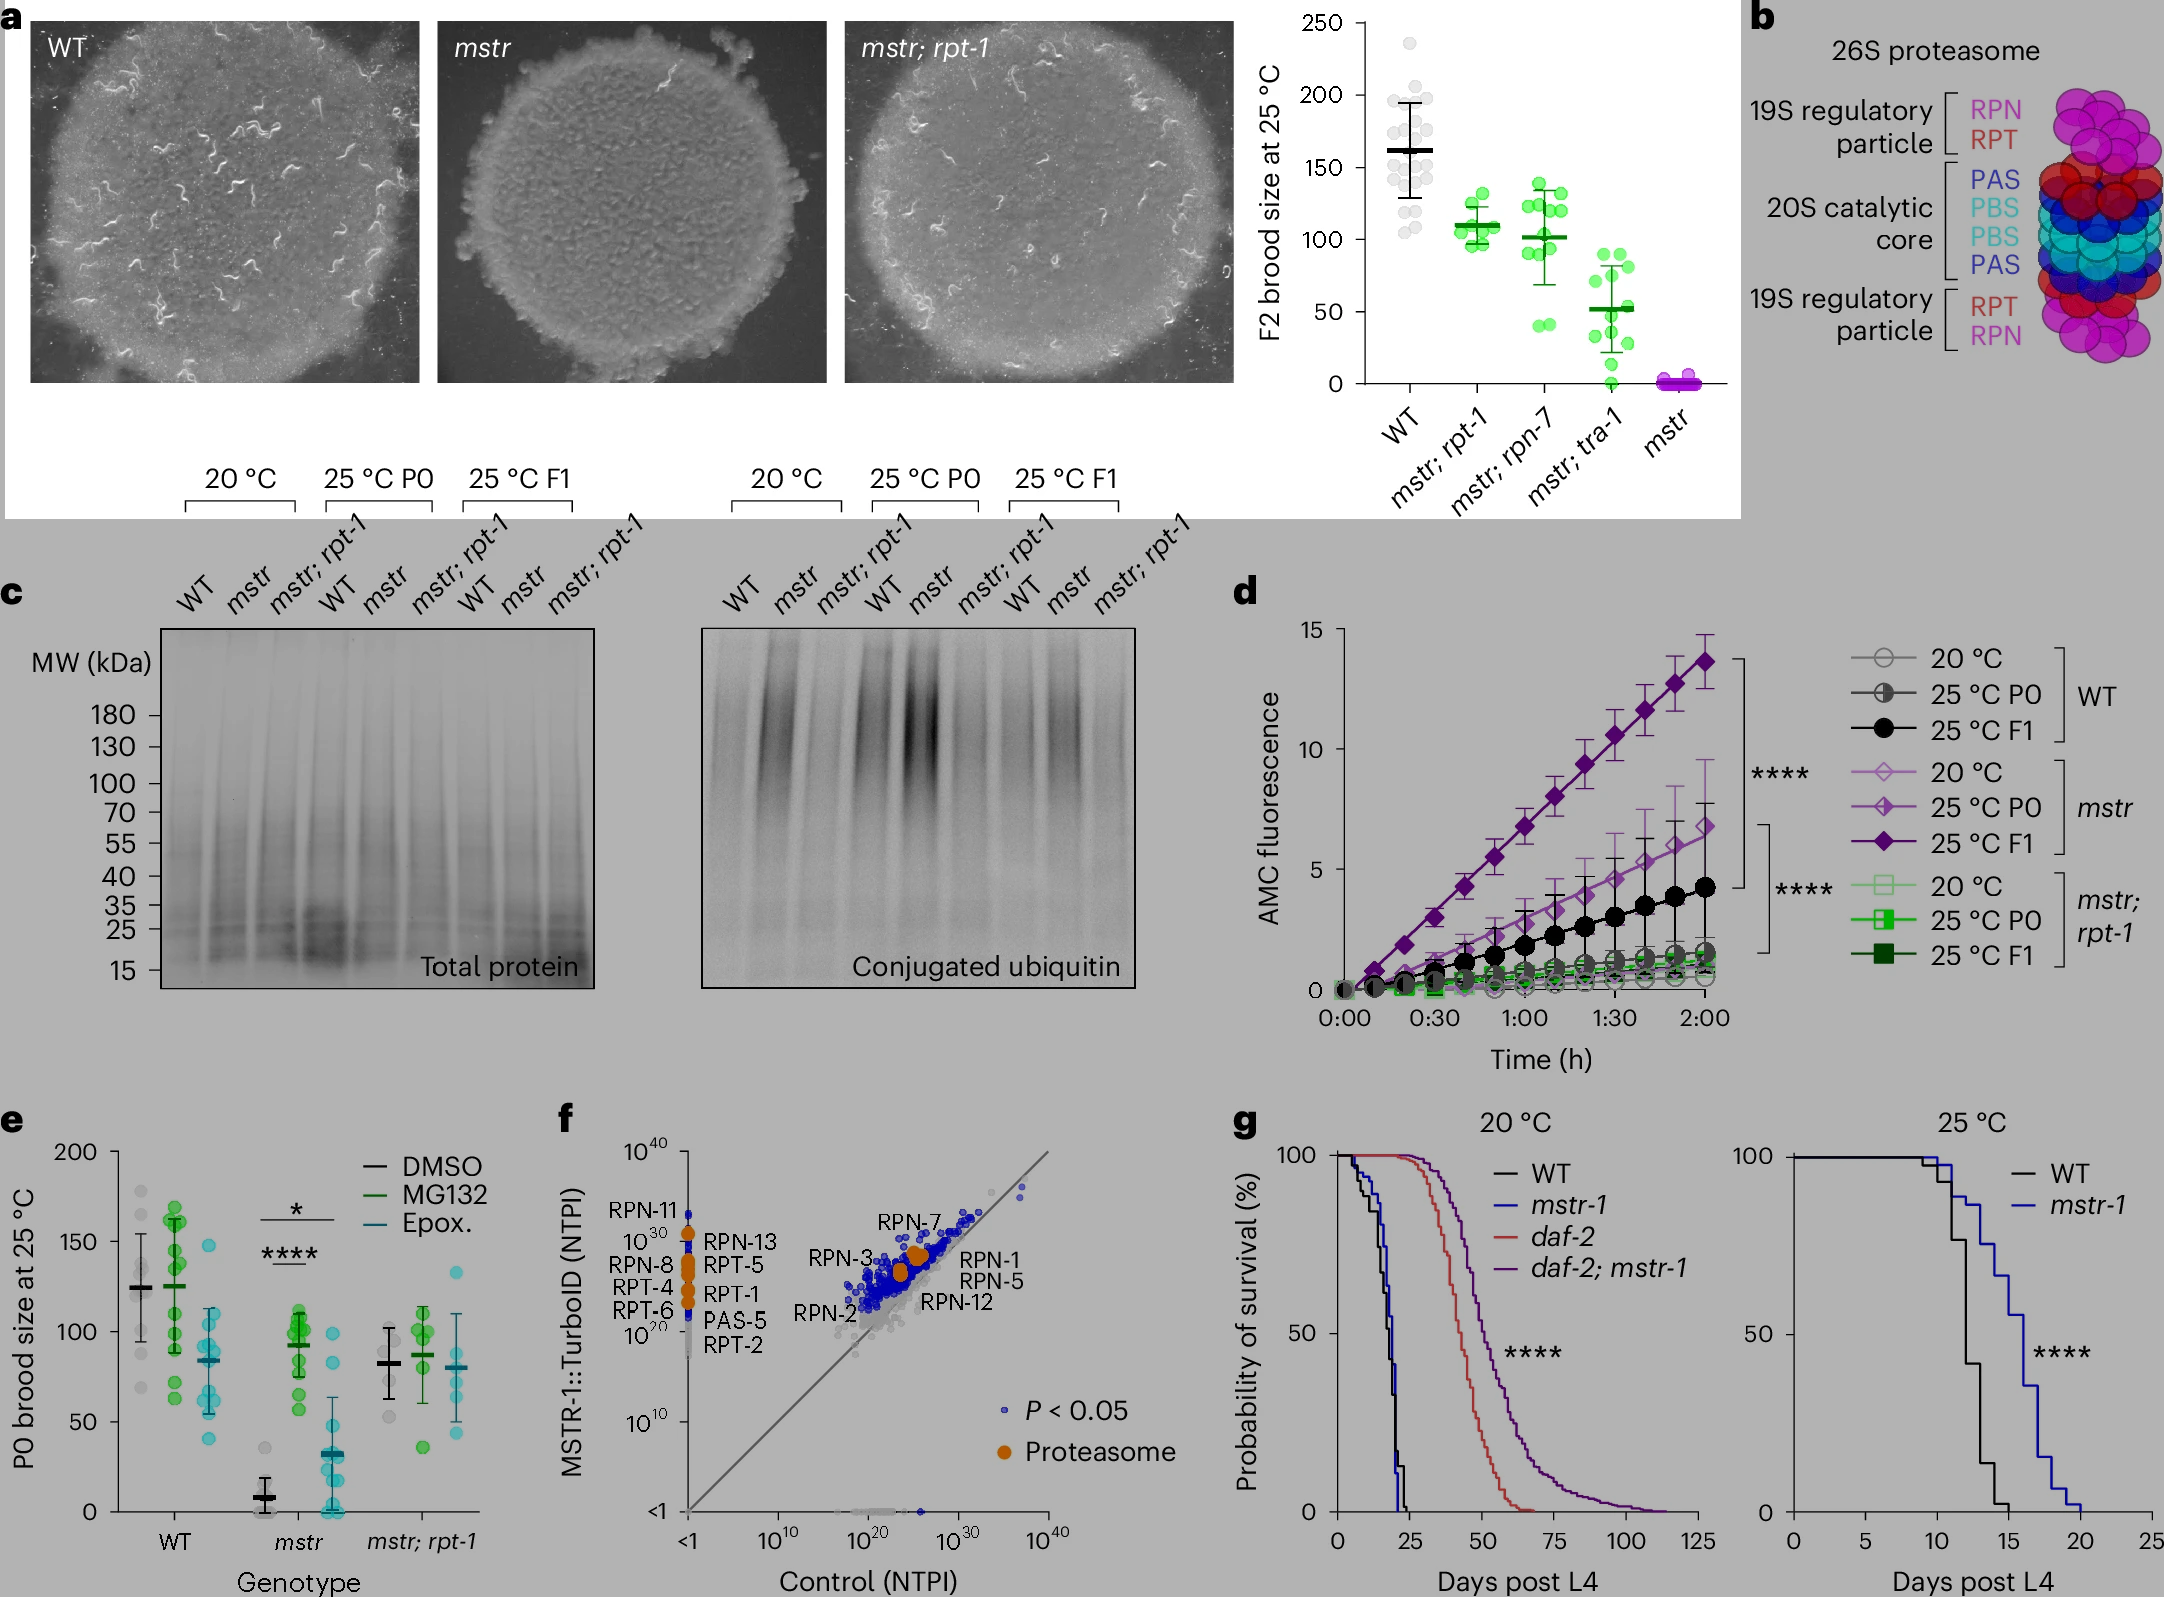 a
WT
mstr
mstr; rpt-1
F2 brood size at 25 °C
250
200
150
100
50
0
WT
mstr; rpt-1
mstr; rpn-7
mstr; tra-1
mstr
b
26S proteasome
19S regulatory particle
RPN
RPT
20S catalytic core
PAS
PBS
PBS
PAS
19S regulatory particle
RPT
RPN
c
20 °C
25 °C P0
25 °C F1
WT
mstr
mstr; rpt-1
WT
mstr
mstr; rpt-1
WT
mstr
mstr; rpt-1
MW (kDa)
180
130
100
70
55
40
35
25
15
Total protein
20 °C
25 °C P0
25 °C F1
WT
mstr
mstr; rpt-1
WT
mstr
mstr; rpt-1
WT
mstr
mstr; rpt-1
Conjugated ubiquitin
d
AMC fluorescence
15
10
5
0
0:00
0:30
1:00
1:30
2:00
Time (h)
****
****
20 °C
25 °C P0
25 °C F1
WT
20 °C
25 °C P0
25 °C F1
mstr
20 °C
25 °C P0
25 °C F1
mstr;
rpt-1
e
P0 brood size at 25 °C
200
150
100
50
0
DMSO
MG132
Epox.
*
****
WT
mstr
mstr; rpt-1
Genotype
f
MSTR-1::TurboID (NTPI)
10^40
10^30
10^20
10^10
<1
RPN-11
RPN-13
RPN-8
RPT-5
RPT-4
RPT-1
RPT-6
PAS-5
RPT-2
RPN-7
RPN-3
RPN-1
RPN-5
RPN-12
RPN-2
P < 0.05
Proteasome
<1
10^10
10^20
10^30
10^40
Control (NTPI)
g
20 °C
Probability of survival (%)
100
50
0
WT
mstr-1
daf-2
daf-2; mstr-1
****
0
25
50
75
100
125
Days post L4
25 °C
100
50
0
WT
mstr-1
****
0
5
10
15
20
25
Days post L4